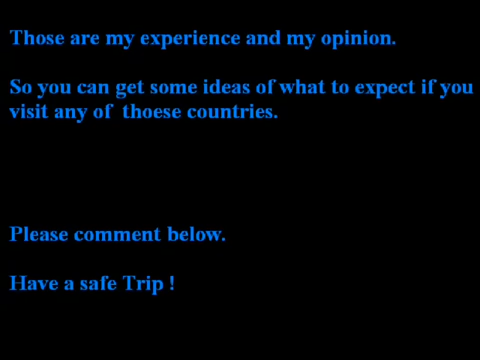 Those are my experience and my opinion.
So you can get some ideas of what to expect if you
visit any of thoese countries.
Please comment below.
Have a safe Trip !